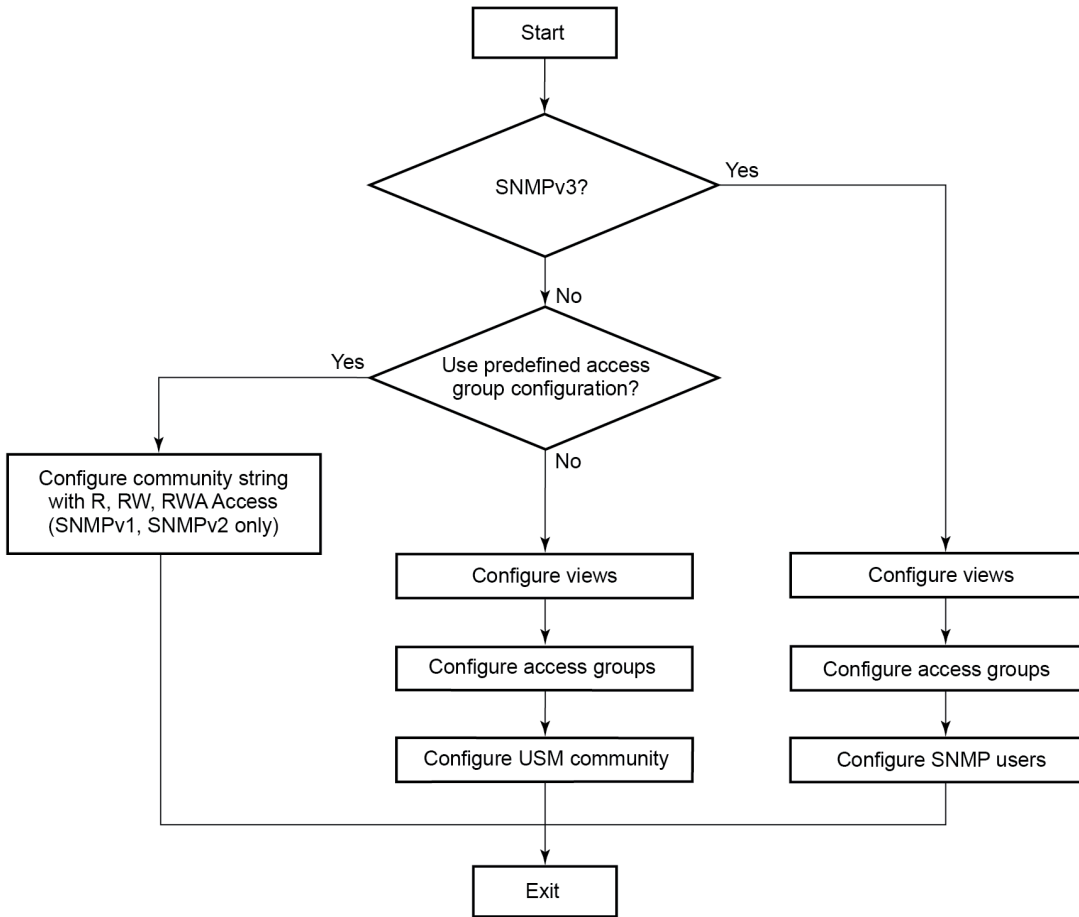 Start
SNMPv3?
Yes
No
Use predefined access
group configuration?
Yes
No
Configure community string
with R, RW, RWA Access
(SNMPv1, SNMPv2 only)
Configure views
Configure access groups
Configure USM community
Configure views
Configure access groups
Configure SNMP users
Exit